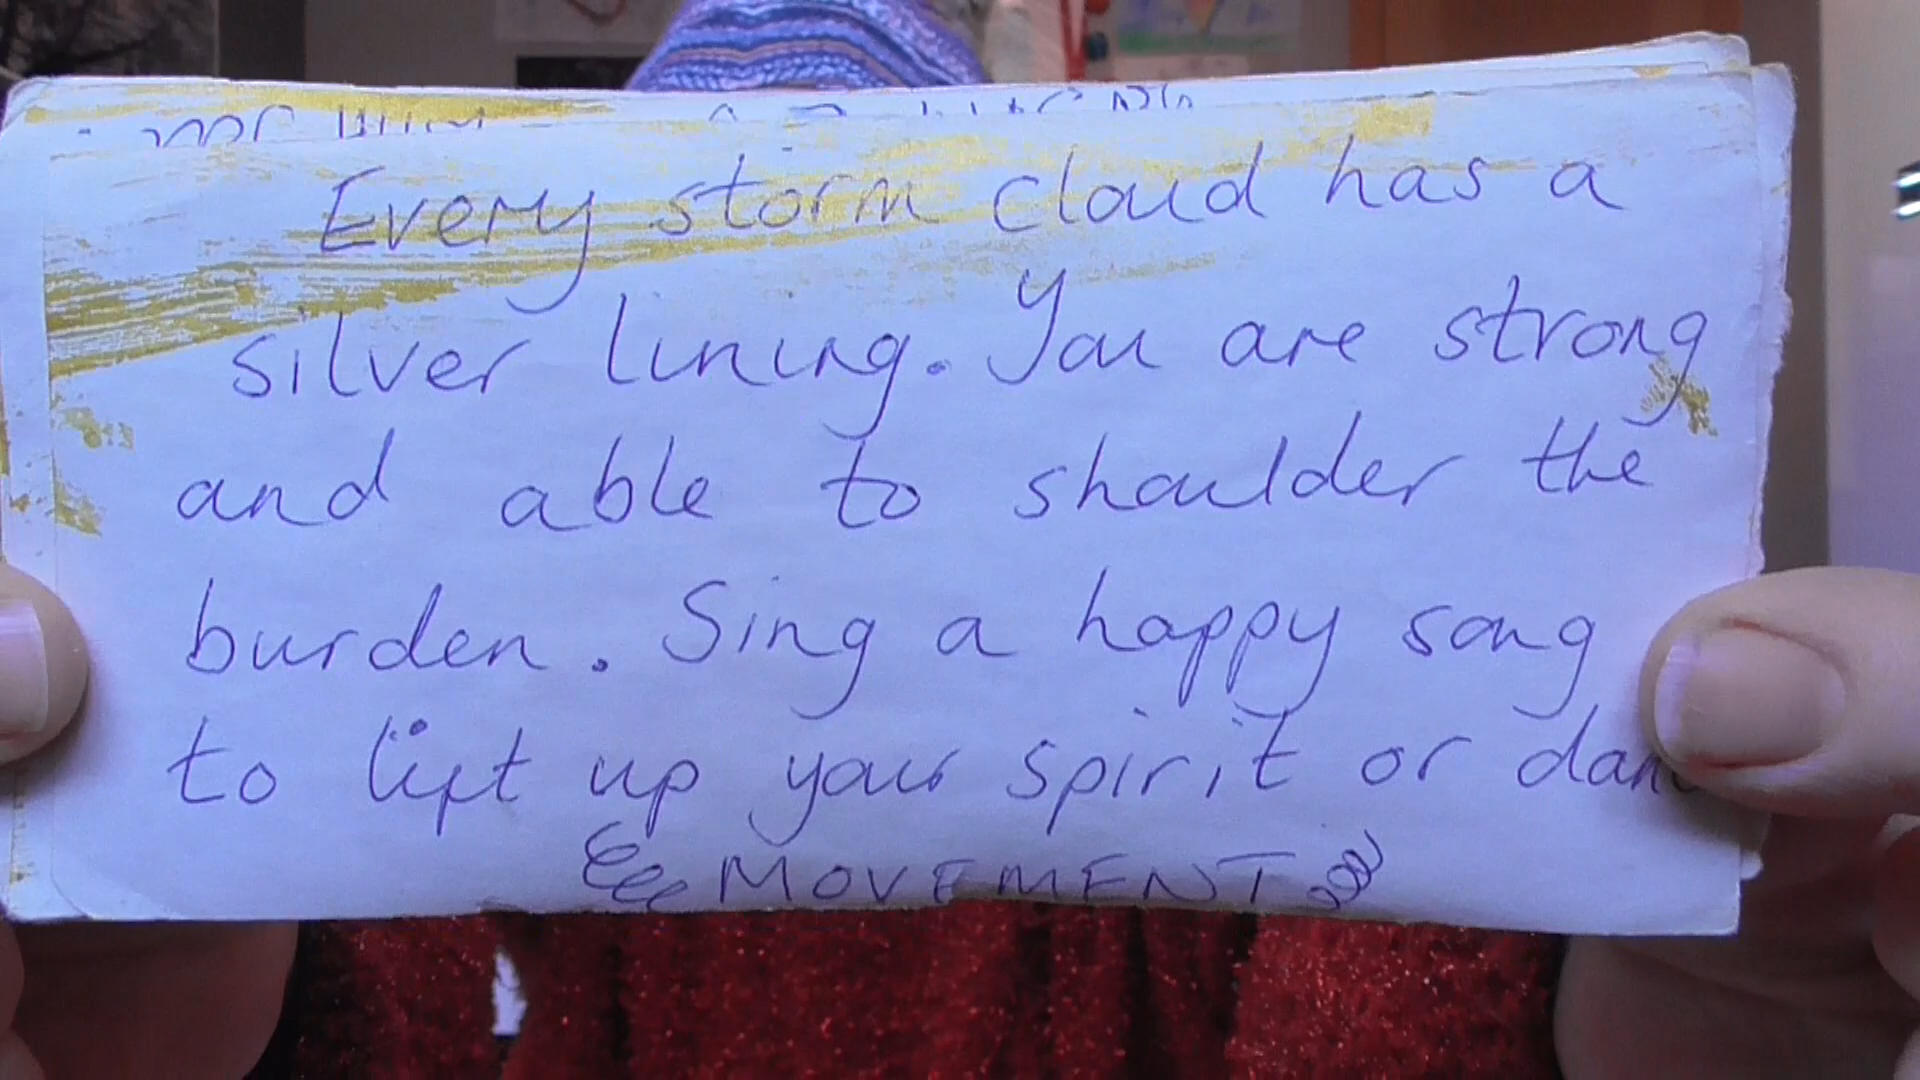 Every storm cloud has a
silver lining. You are strong
and able to shoulder the
burden. Sing a happy song
to lift up your spirit or
MOVEMENT